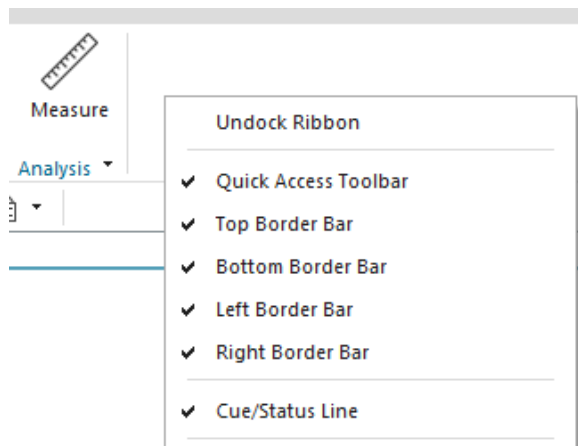 Measure
Analysis
Undock Ribbon
Quick Access Toolbar
Top Border Bar
Bottom Border Bar
Left Border Bar
Right Border Bar
Cue/Status Line